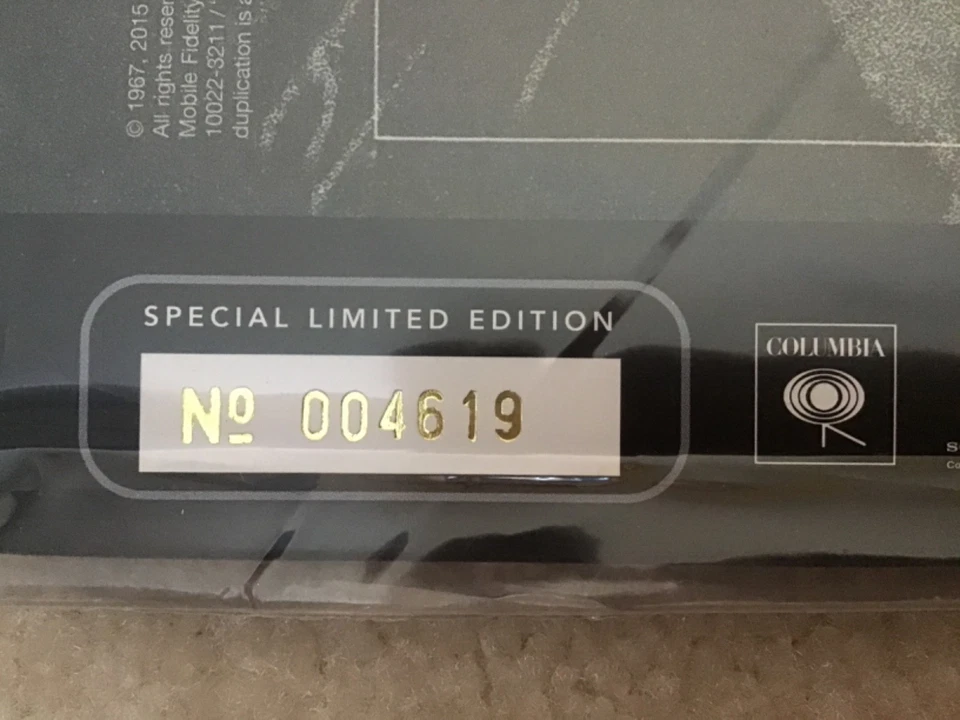 © 1967, 2015
All rights reser
Mobile Fidelity
10022-3211 /
duplication is a
SPECIAL LIMITED EDITION
Nº 004619
COLUMBIA